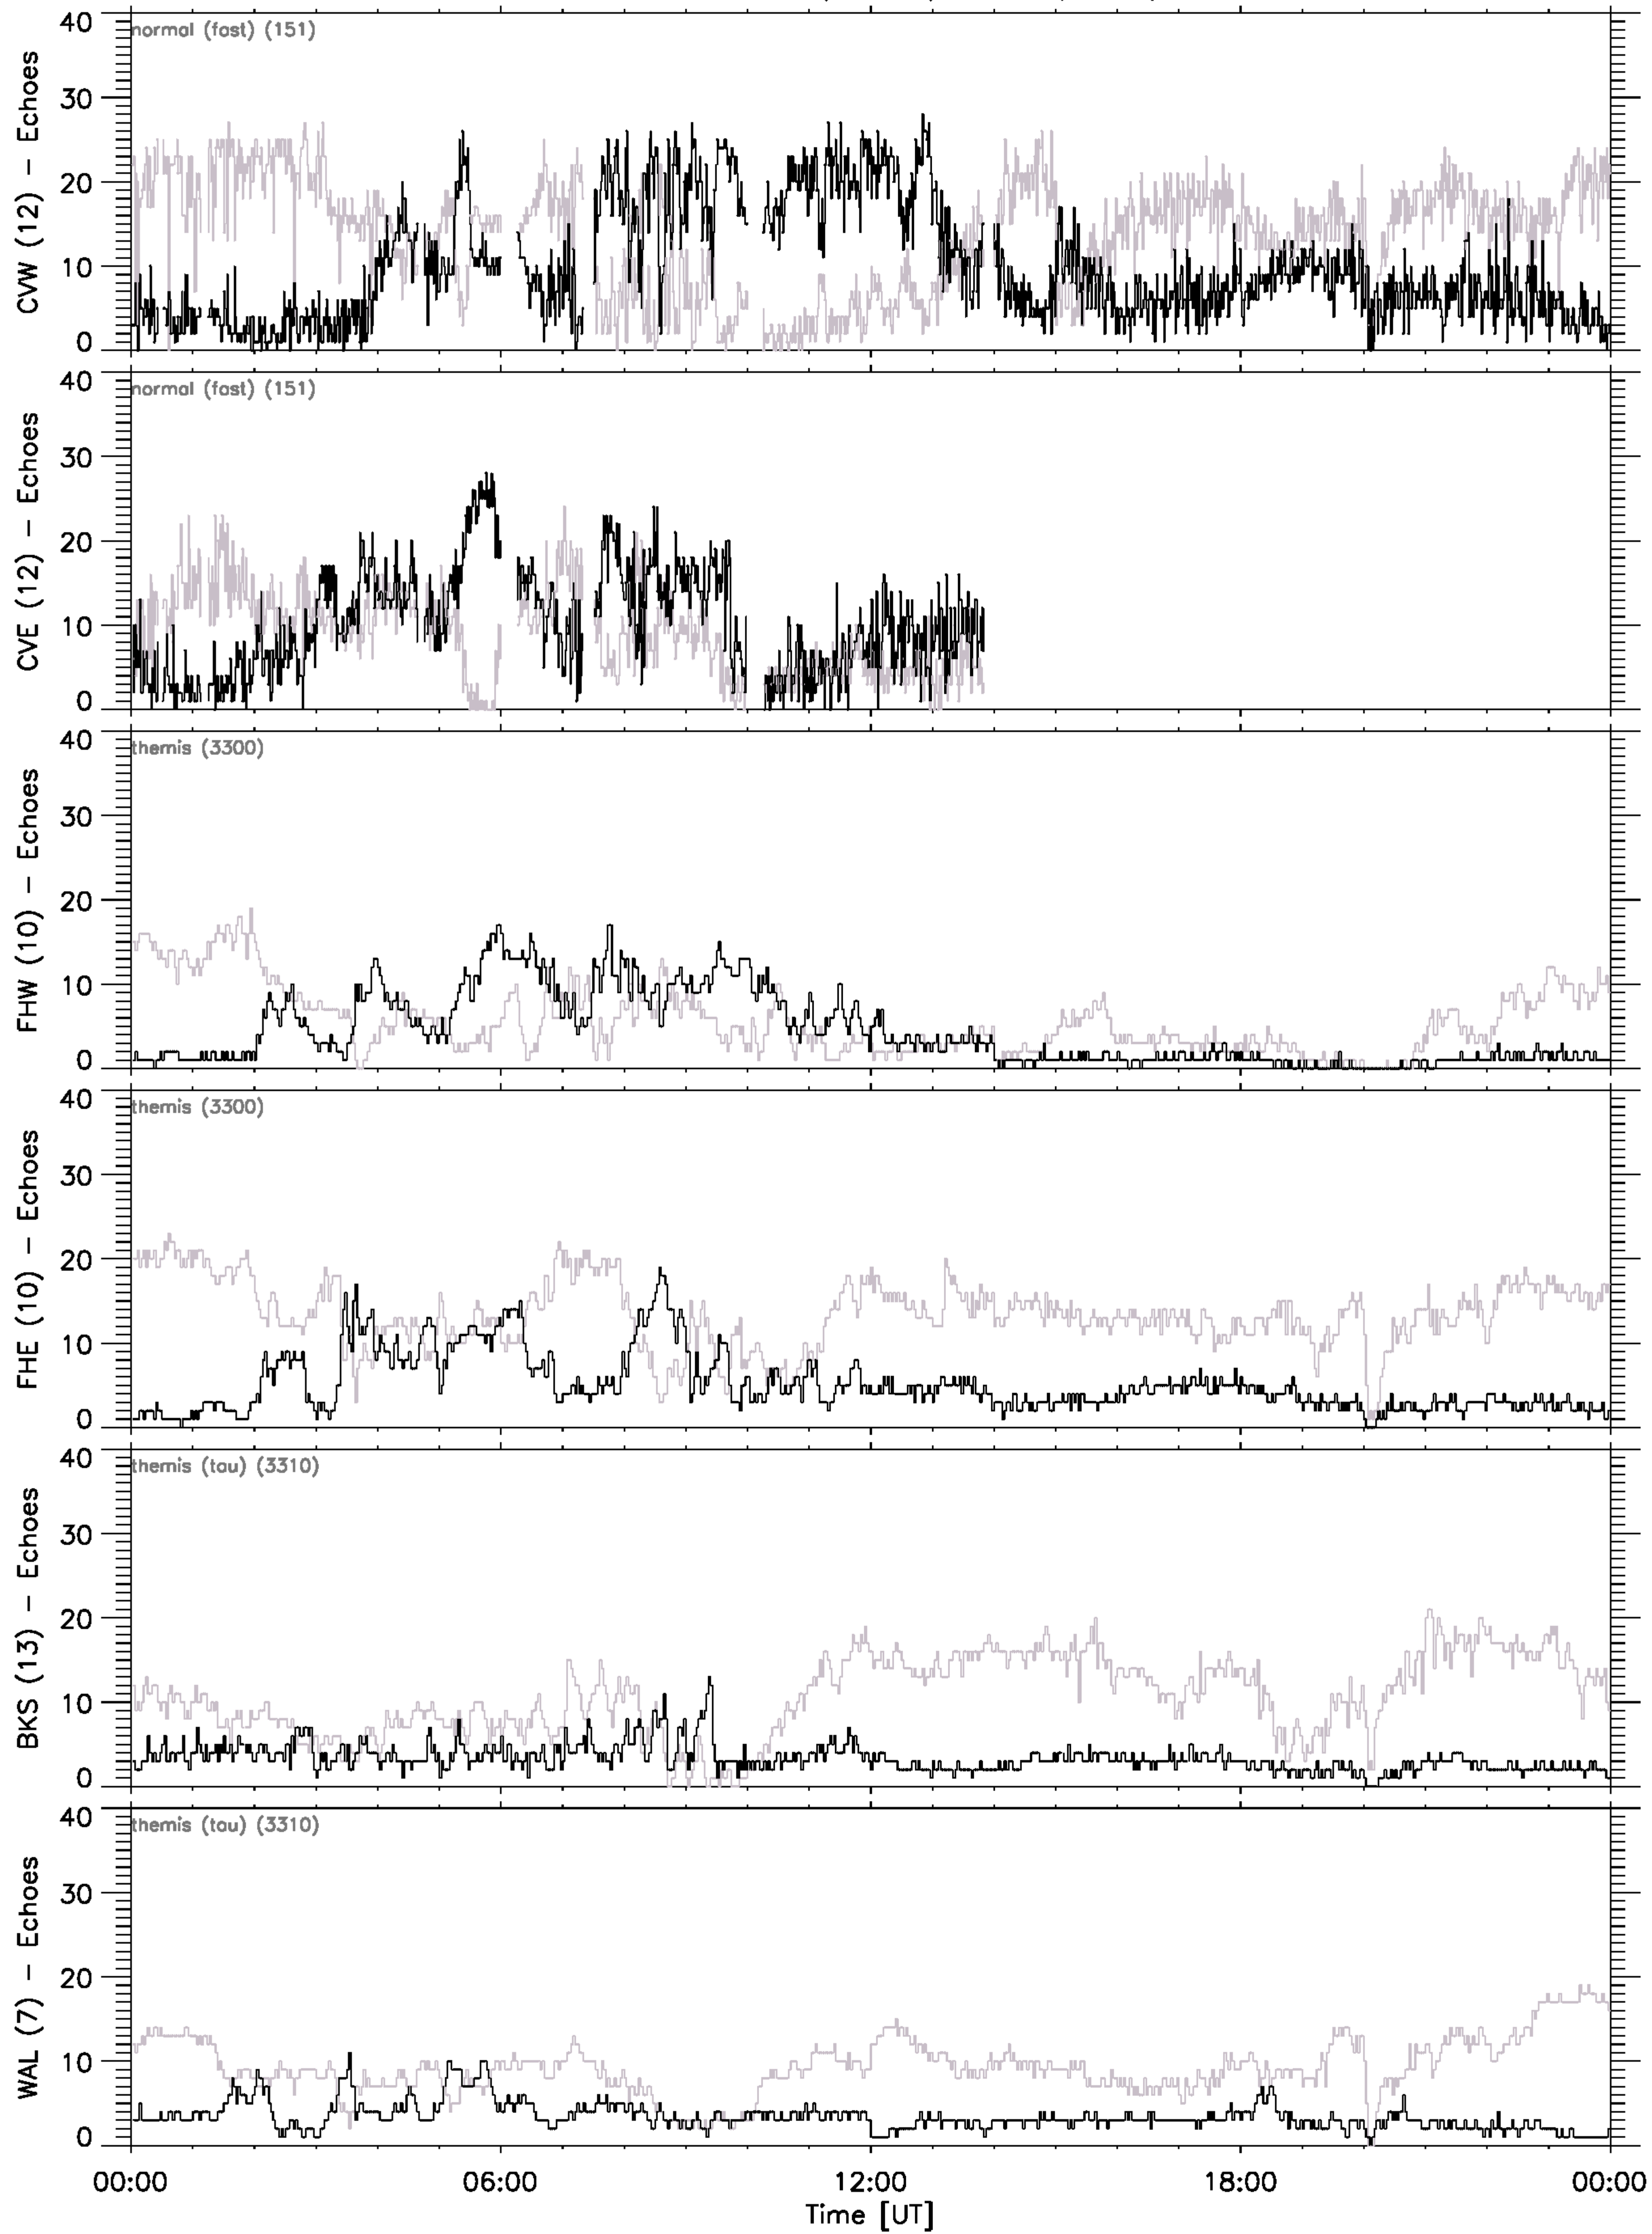 CVW (12) – Echoes
normal (fast) (151)
40
30
20
10
0
CVE (12) – Echoes
normal (fast) (151)
40
30
20
10
0
FHW (10) – Echoes
themis (3300)
40
30
20
10
0
FHE (10) – Echoes
themis (3300)
40
30
20
10
0
BKS (13) – Echoes
themis (tau) (3310)
40
30
20
10
0
WAL (7) – Echoes
themis (tau) (3310)
40
30
20
10
0
00:00 06:00 12:00 18:00 00:00
Time [UT]